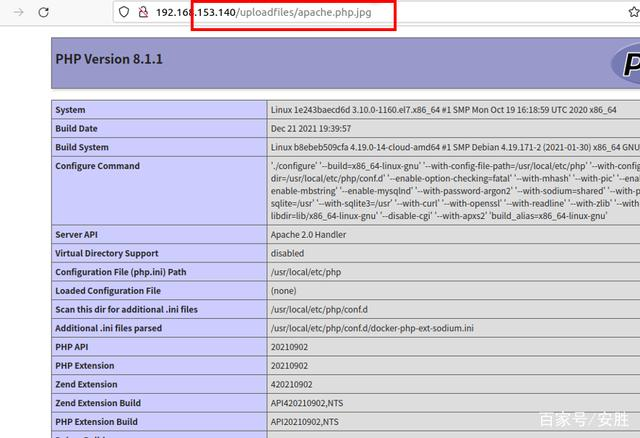 192.168.153.140/uploadfiles/apache.php.jpg
PHP Version 8.1.1
System Linux 1e243baecd6d 3.10.0-1160.el7.x86_64 #1 SMP Mon Oct 19 16:18:59 UTC 2020 x86_64
Build Date Dec 21 2021 19:39:57
Build System Linux b8ebeb509cfa 4.19.0-14-cloud-amd64 #1 SMP Debian 4.19.171-2 (2021-01-30) x86_64 GNU
Configure Command './configure' '--build=x86_64-linux-gnu' '--with-config-file-path=/usr/local/etc/php' '--with-config
dir=/usr/local/etc/php/conf.d' '--enable-option-checking=fatal' '--with-mhash' '--with-pic' '--ena
enable-mbstring' '--enable-mysqlnd' '--with-password-argon2' '--with-sodium=shared' '--with-p
sqlite=/usr' '--with-sqlite3=/usr' '--with-curl' '--with-openssl' '--with-readline' '--with-zlib' '--with
libdir=lib/x86_64-linux-gnu' '--disable-cgi' '--with-apxs2' 'build_alias=x86_64-linux-gnu'
Server API Apache 2.0 Handler
Virtual Directory Support disabled
Configuration File (php.ini) Path /usr/local/etc/php
Loaded Configuration File (none)
Scan this dir for additional .ini files /usr/local/etc/php/conf.d
Additional .ini files parsed /usr/local/etc/php/conf.d/docker-php-ext-sodium.ini
PHP API 20210902
PHP Extension 20210902
Zend Extension 420210902
Zend Extension Build API420210902,NTS
PHP Extension Build API20210902,NTS
百家号/安胜